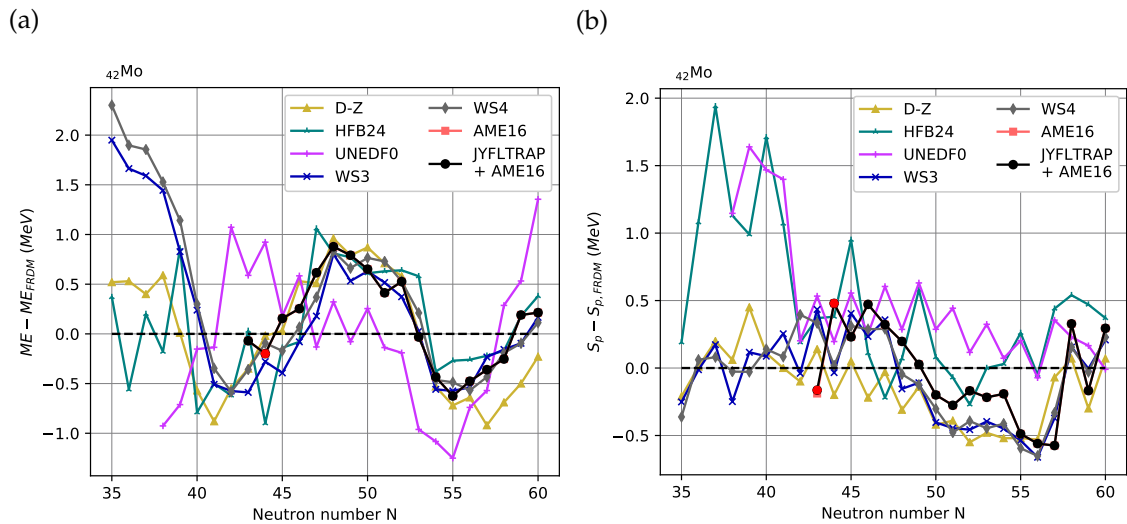 (a)
₄₂Mo
ME − ME_FRDM (MeV)
2.0
1.5
1.0
0.5
0.0
−0.5
−1.0
D-Z
HFB24
UNEDF0
WS3
WS4
AME16
JYFLTRAP
+ AME16
35 40 45 50 55 60
Neutron number N
(b)
₄₂Mo
S_p − S_p, FRDM (MeV)
2.0
1.5
1.0
0.5
0.0
−0.5
D-Z
HFB24
UNEDF0
WS3
WS4
AME16
JYFLTRAP
+ AME16
35 40 45 50 55 60
Neutron number N